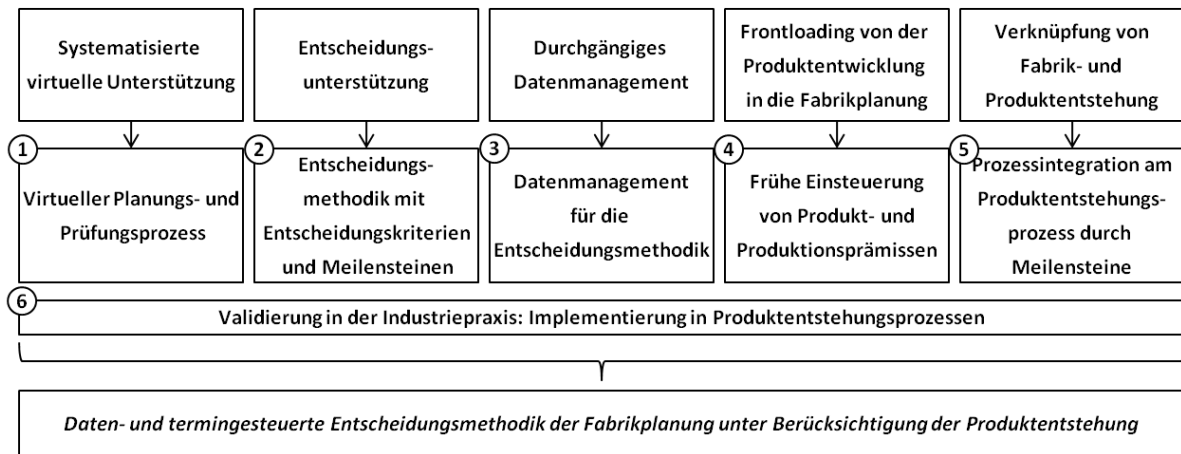 Systematisierte
virtuelle Unterstützung
Entscheidungs-
unterstützung
Durchgängiges
Datenmanagement
Frontloading von der
Produktentwicklung
in die Fabrikplanung
Verknüpfung von
Fabrik- und
Produktentstehung
1
Virtueller Planungs- und
Prüfungsprozess
2
Entscheidungs-
methodik mit
Entscheidungskriterien
und Meilensteinen
3
Datenmanagement
für die
Entscheidungsmethodik
4
Frühe Einsteuerung
von Produkt- und
Produktionsprämissen
5
Prozessintegration am
Produktentstehungs-
prozess durch
Meilensteine
6
Validierung in der Industriepraxis: Implementierung in Produktentstehungsprozessen
Daten- und termingesteuerte Entscheidungsmethodik der Fabrikplanung unter Berücksichtigung der Produktentstehung